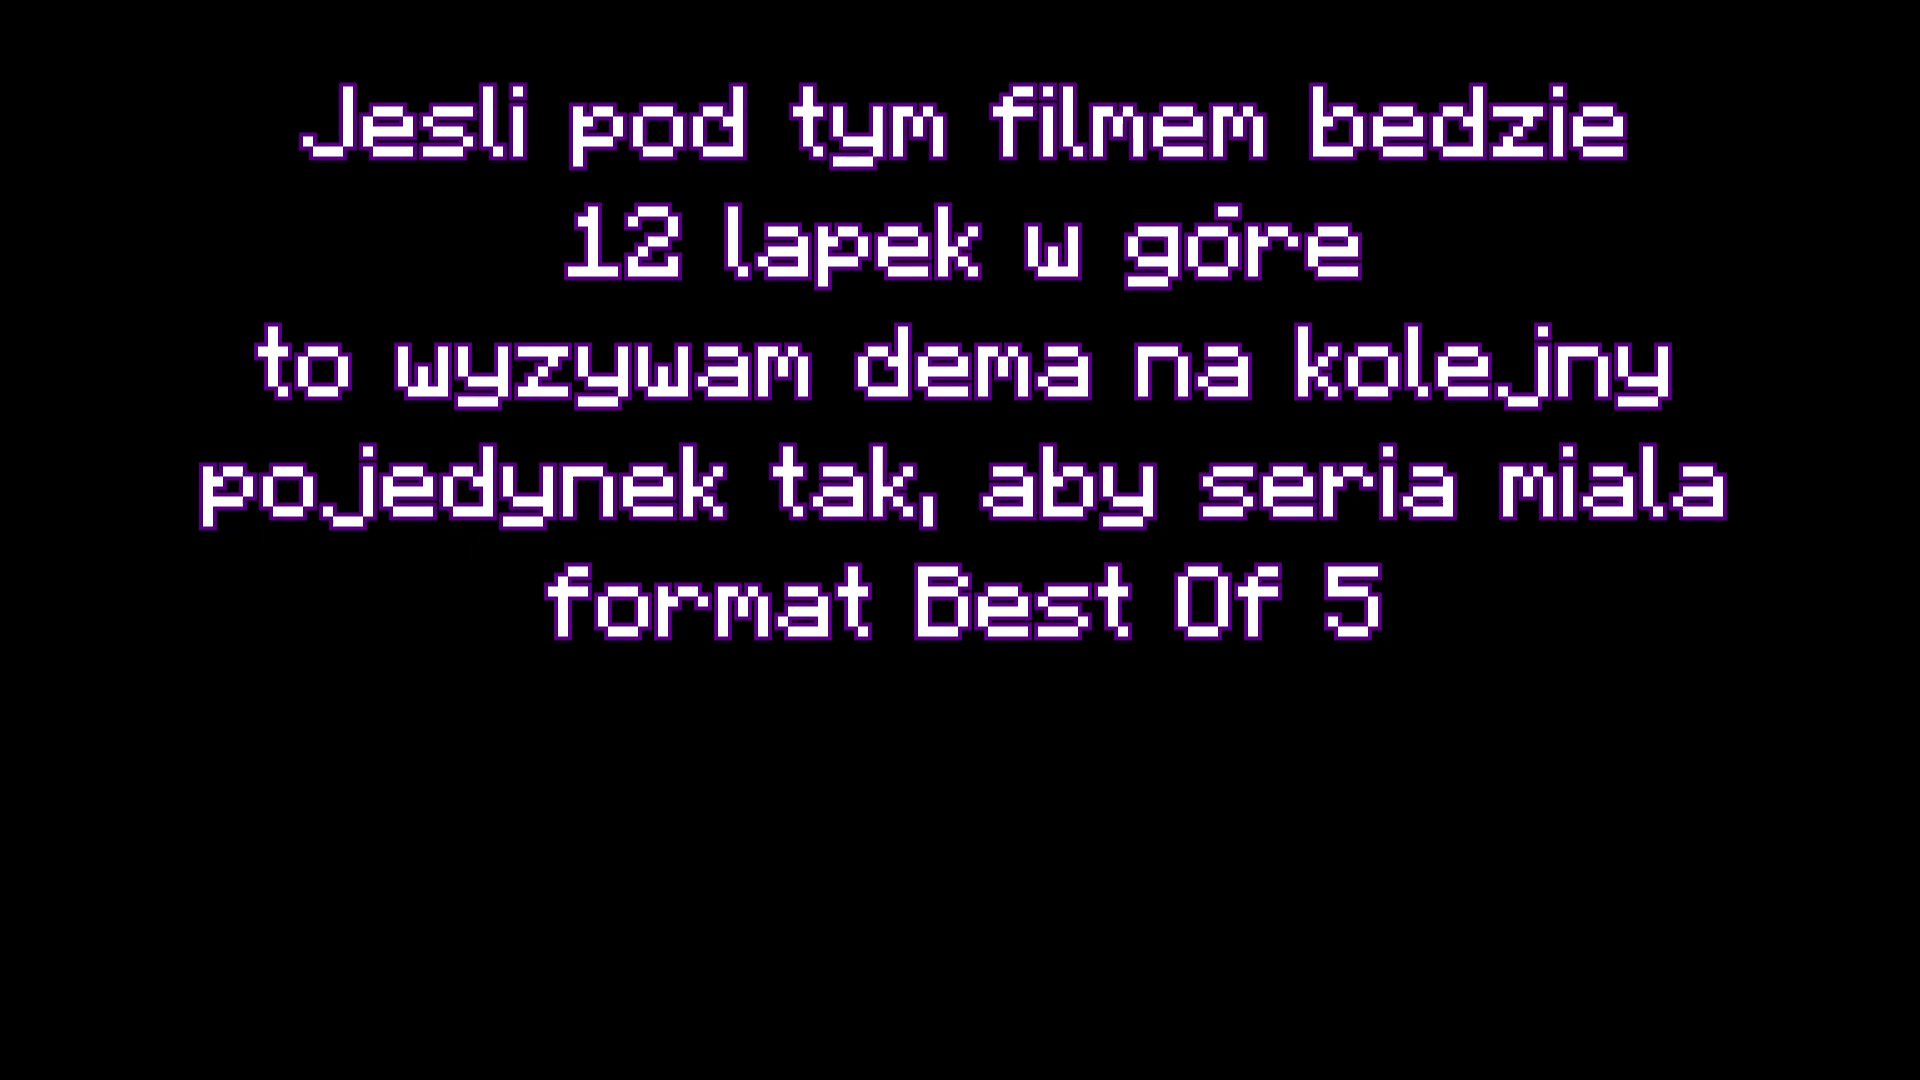 Jesli pod tym filmem bedzie
12 lapek w góre
to wyzywam dema na kolejny
pojedynek tak, aby seria miala
format Best Of 5